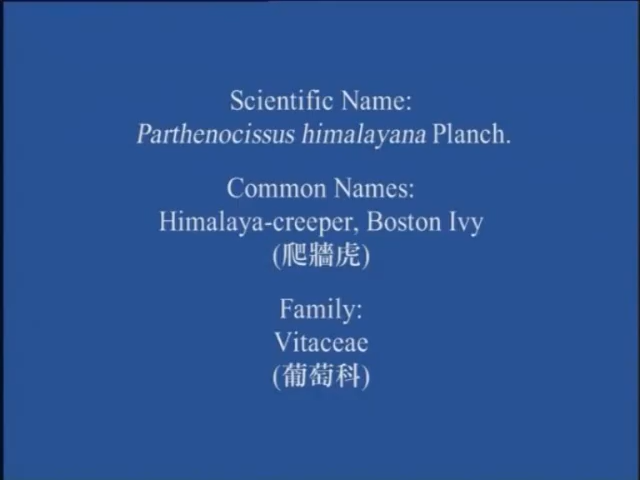 Scientific Name:
Parthenocissus himalayana Planch.
Common Names:
Himalaya-creeper, Boston Ivy
(爬牆虎)
Family:
Vitaceae
(葡萄科)